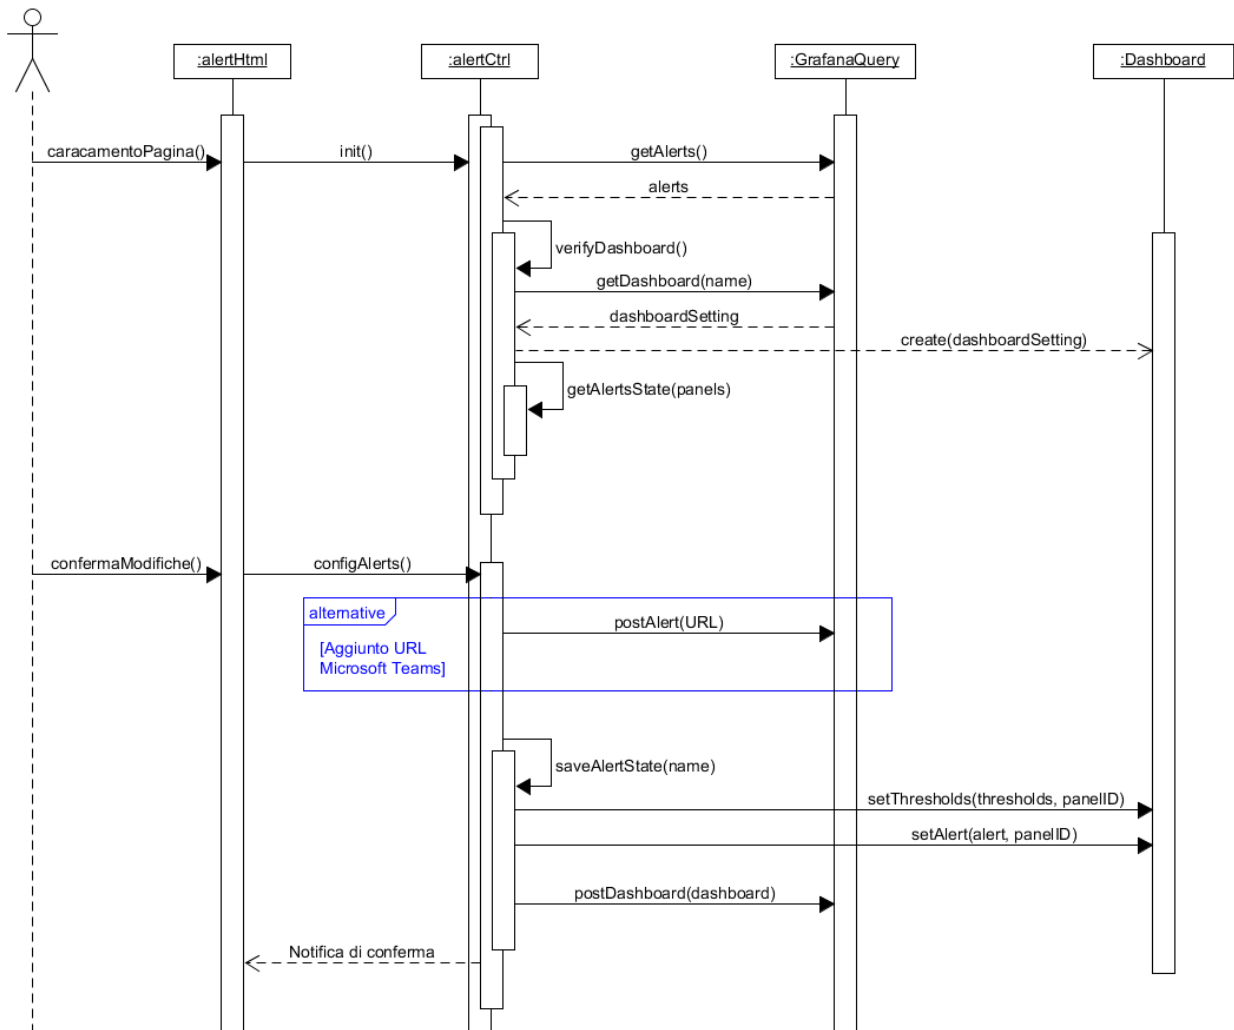 :alertHtml
:alertCtrl
:GrafanaQuery
:Dashboard
caracamentoPagina()
init()
getAlerts()
alerts
verifyDashboard()
getDashboard(name)
dashboardSetting
create(dashboardSetting)
getAlertsState(panels)
confermaModifiche()
configAlerts()
alternative
postAlert(URL)
[Aggiunto URL
Microsoft Teams]
saveAlertState(name)
setThresholds(thresholds, panelID)
setAlert(alert, panelID)
postDashboard(dashboard)
Notifica di conferma